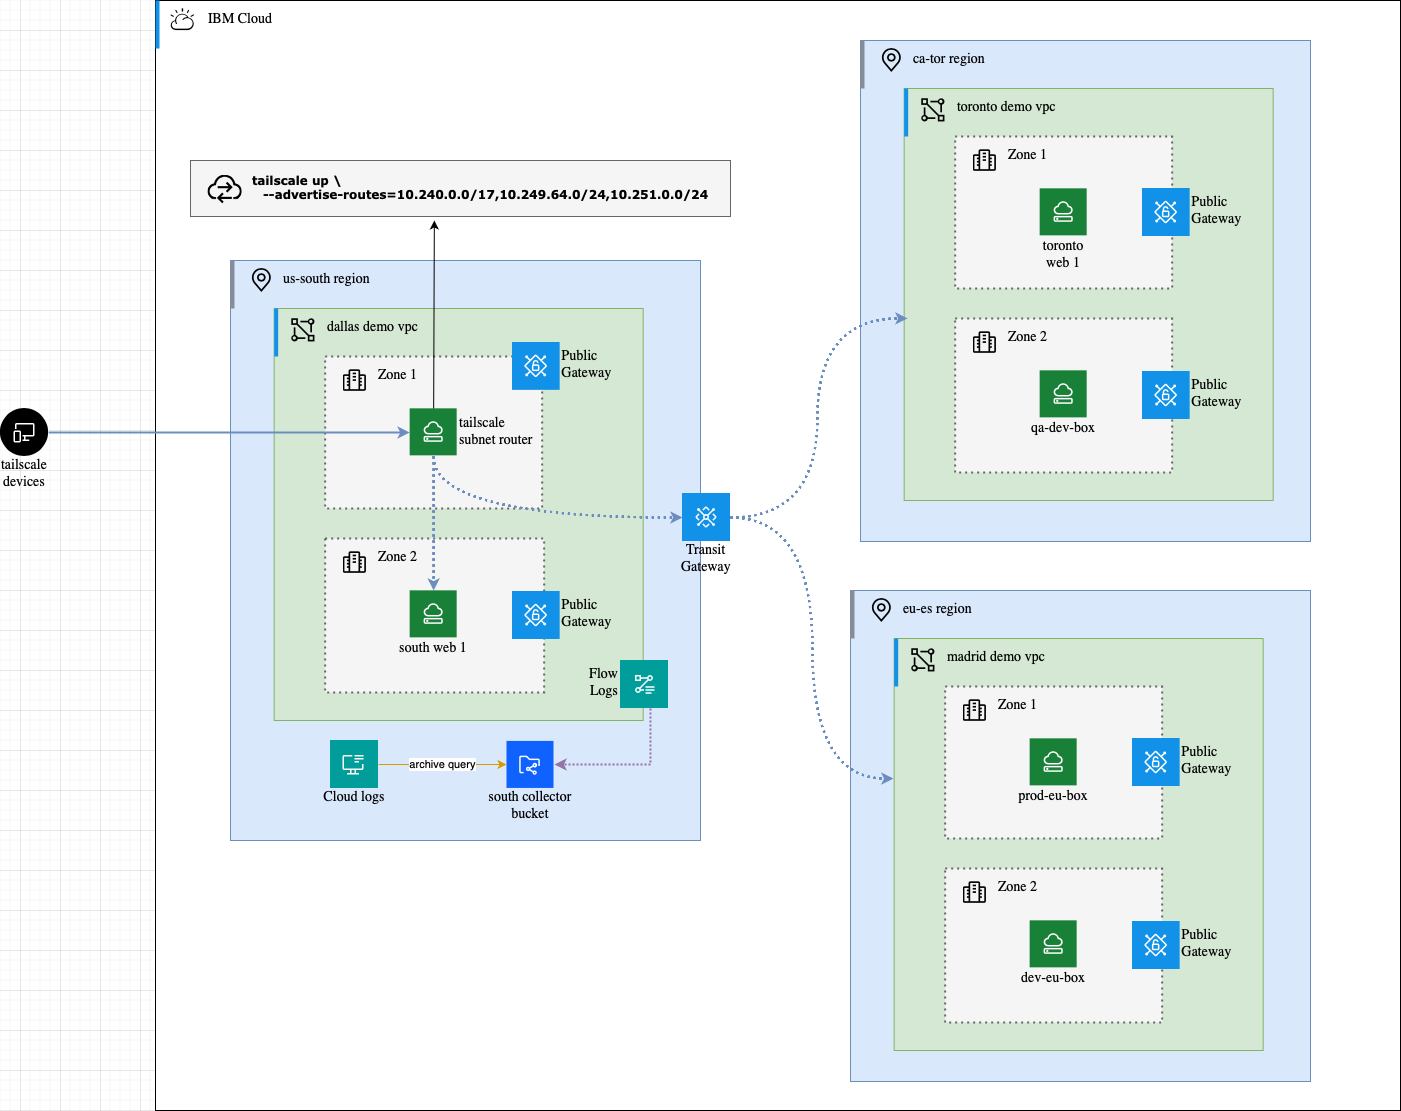 IBM Cloud
tailscale up \
--advertise-routes=10.240.0.0/17,10.249.64.0/24,10.251.0.0/24
us-south region
dallas demo vpc
Zone 1
Public
Gateway
tailscale
subnet router
tailscale
devices
Zone 2
Public
Gateway
south web 1
Flow
Logs
Cloud logs
archive query
south collector
bucket
Transit
Gateway
ca-tor region
toronto demo vpc
Zone 1
toronto
web 1
Public
Gateway
Zone 2
qa-dev-box
Public
Gateway
eu-es region
madrid demo vpc
Zone 1
prod-eu-box
Public
Gateway
Zone 2
dev-eu-box
Public
Gateway